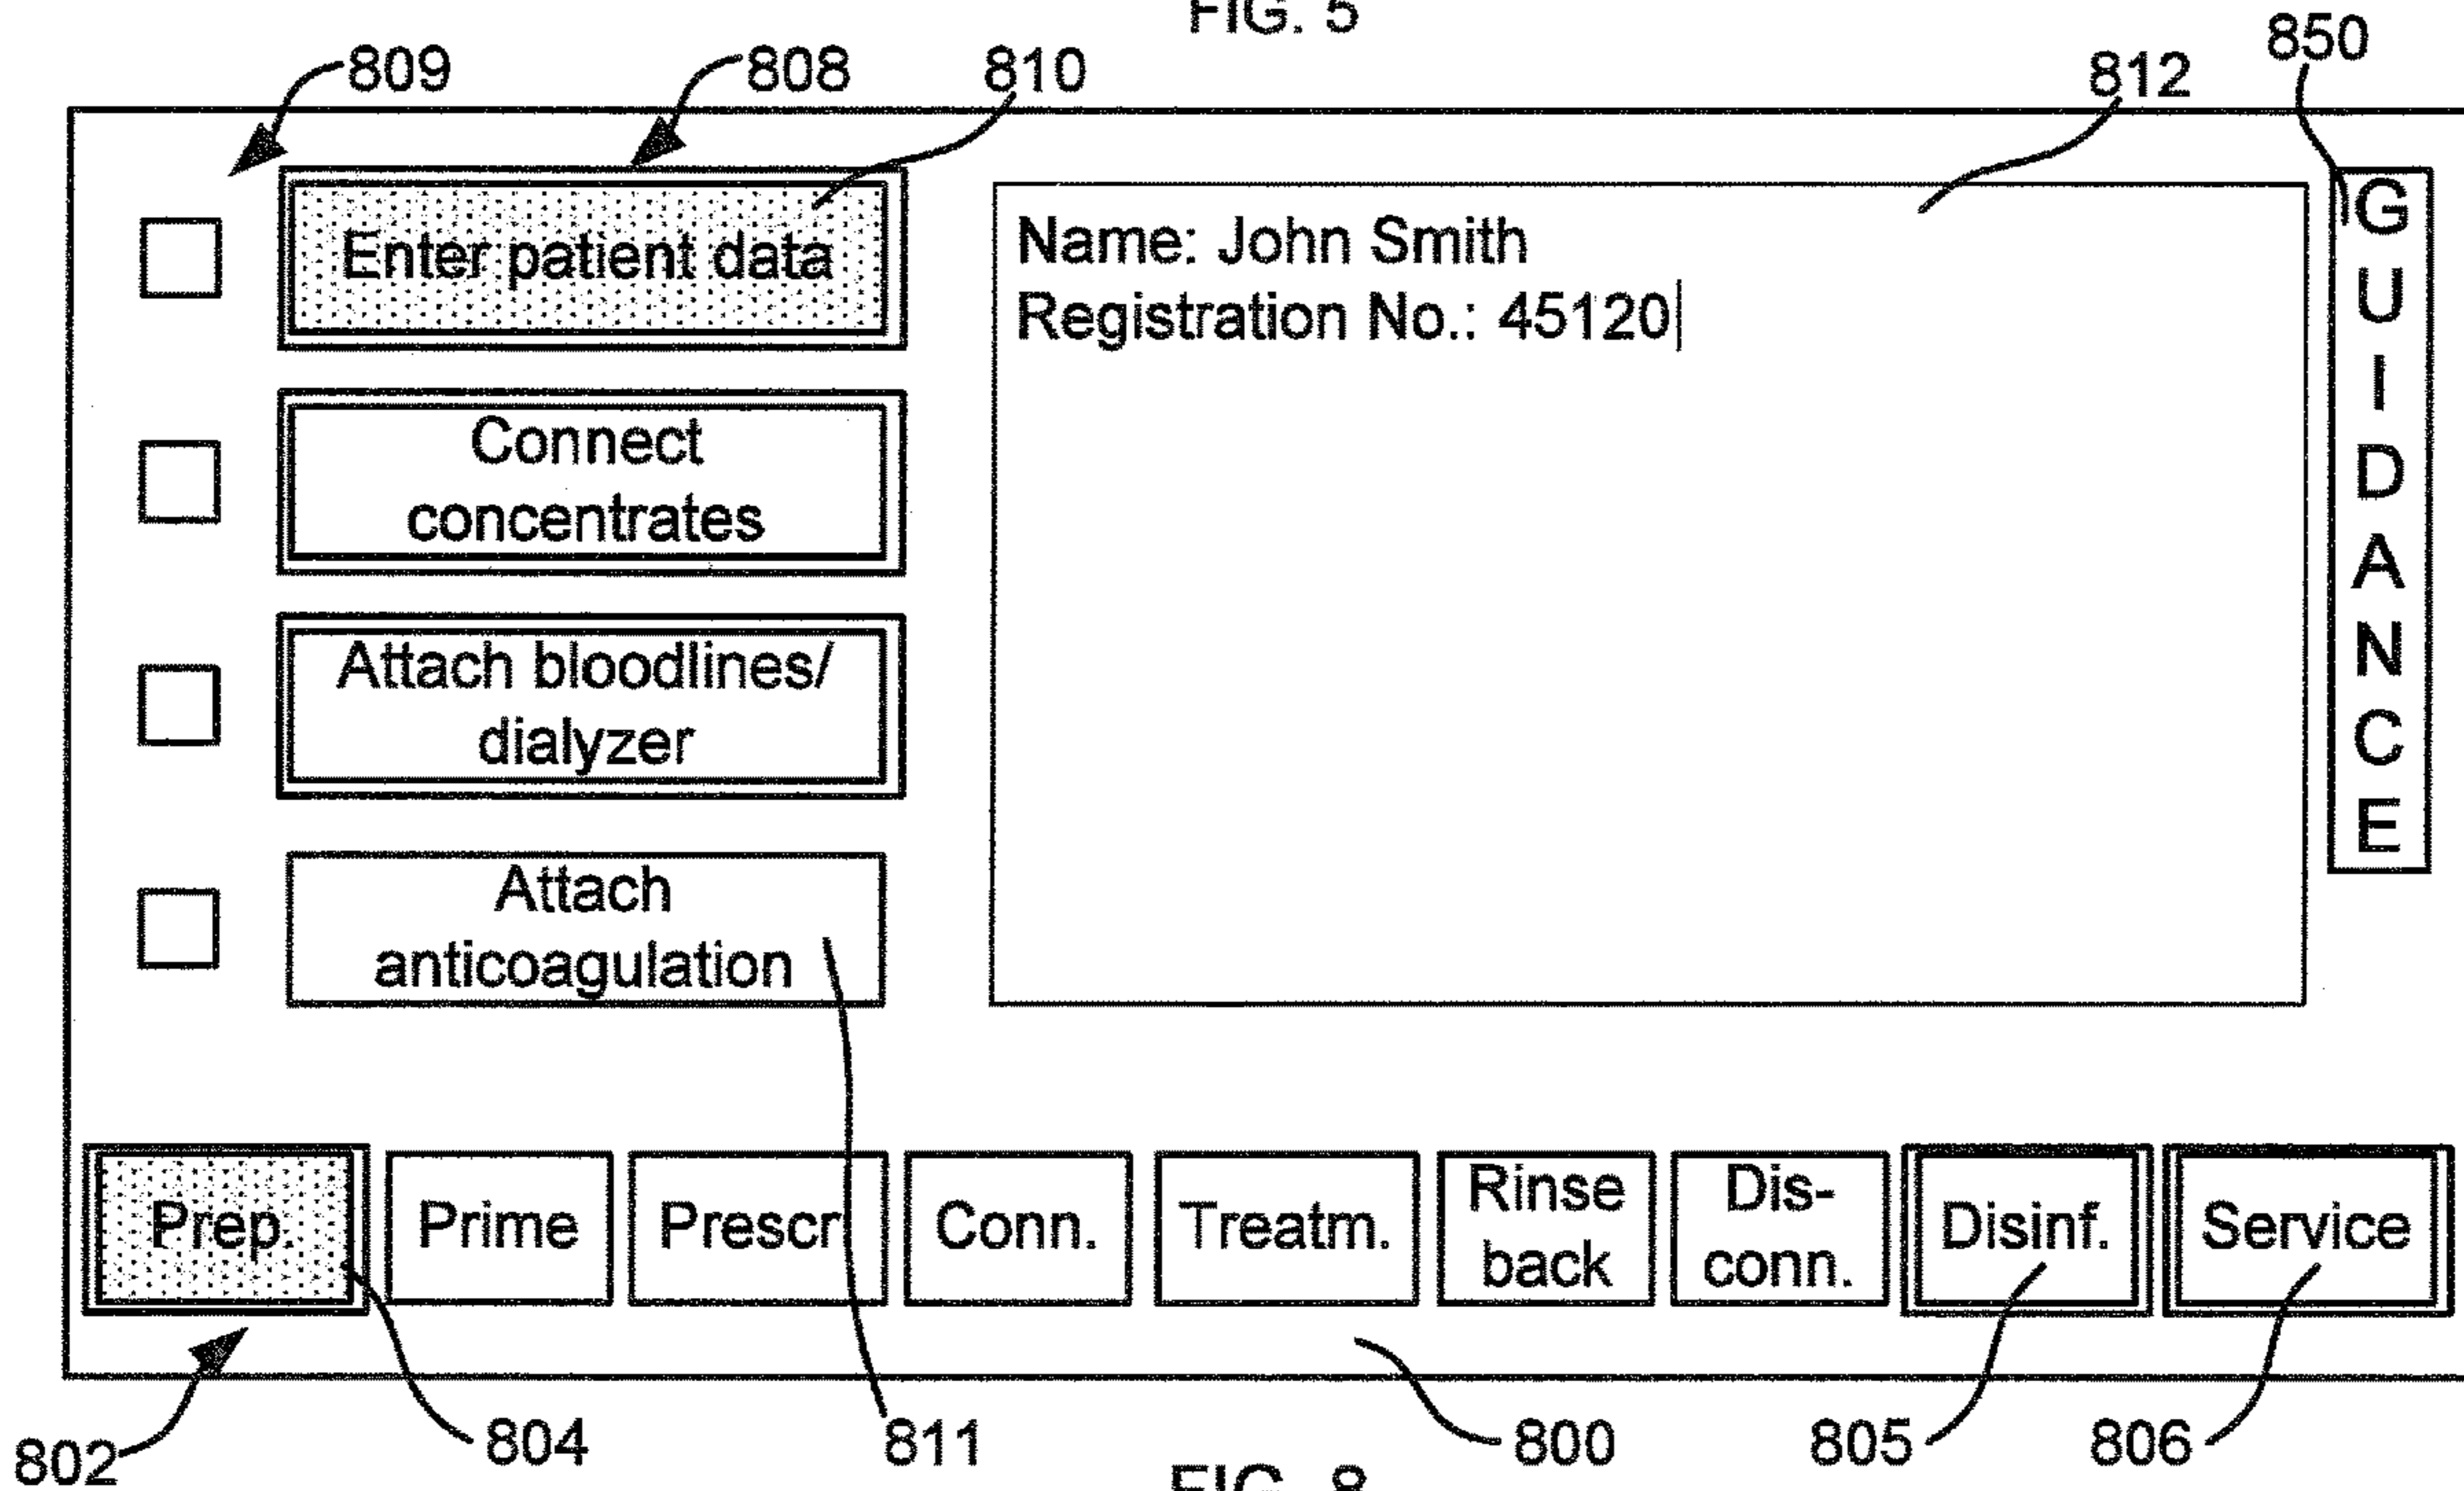 FIG. 5
809
808
810
812
850
Enter patient data
Name: John Smith
Registration No.: 45120
Connect
concentrates
Attach bloodlines/
dialyzer
Attach
anticoagulation
GUIDANCE
Prep.
Prime
Prescr.
Conn.
Treatm.
Rinse
back
Dis-
conn.
Disinf.
Service
802
804
811
800
805
806
FIG. 8